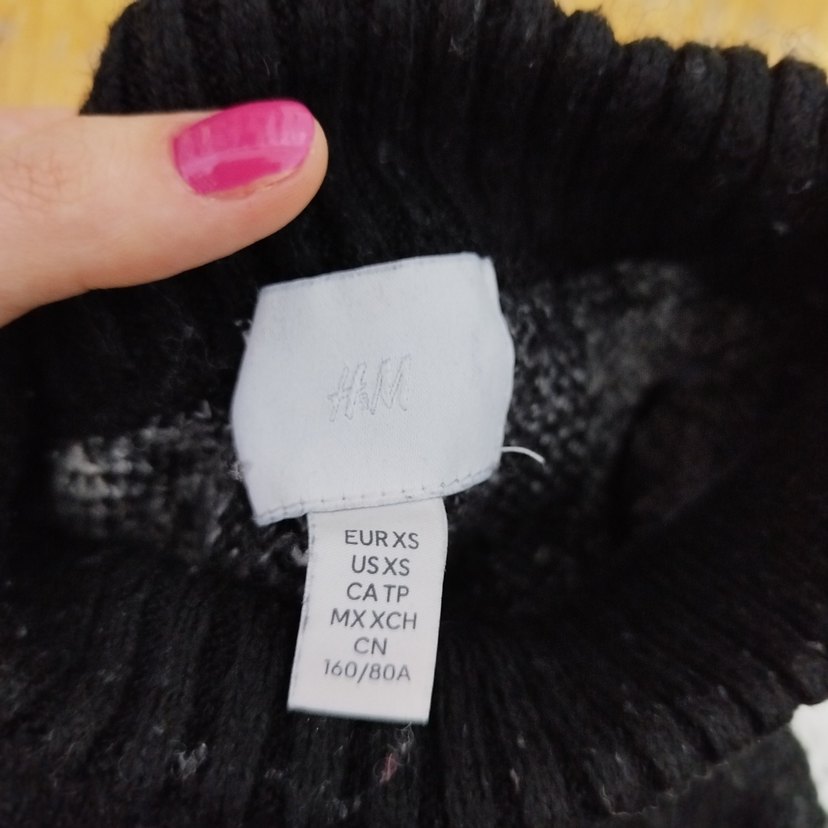 H&M
EUR XS
US XS
CA TP
MX XCH
CN
160/80A